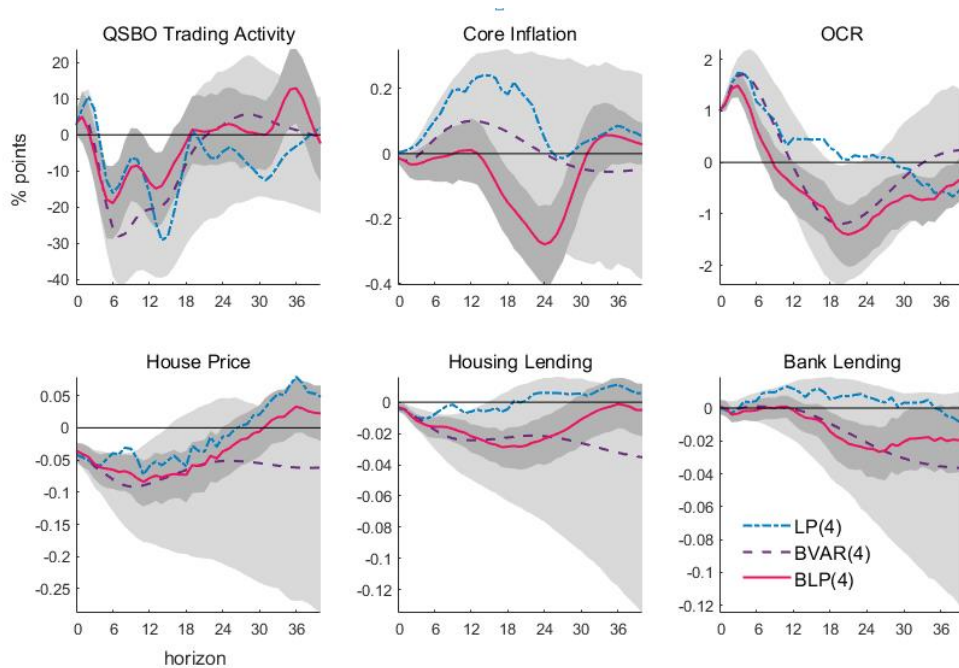 QSBO Trading Activity
Core Inflation
OCR
% points
20
10
0
-10
-20
-30
-40
0 6 12 18 24 30 36
0.2
0
-0.2
-0.4
0 6 12 18 24 30 36
2
1
0
-1
-2
0 6 12 18 24 30 36
House Price
Housing Lending
Bank Lending
0.05
0
-0.05
-0.1
-0.15
-0.2
-0.25
0 6 12 18 24 30 36
horizon
0
-0.02
-0.04
-0.06
-0.08
-0.1
-0.12
0 6 12 18 24 30 36
0
-0.02
-0.04
-0.06
-0.08
-0.1
-0.12
0 6 12 18 24 30 36
LP(4)
BVAR(4)
BLP(4)